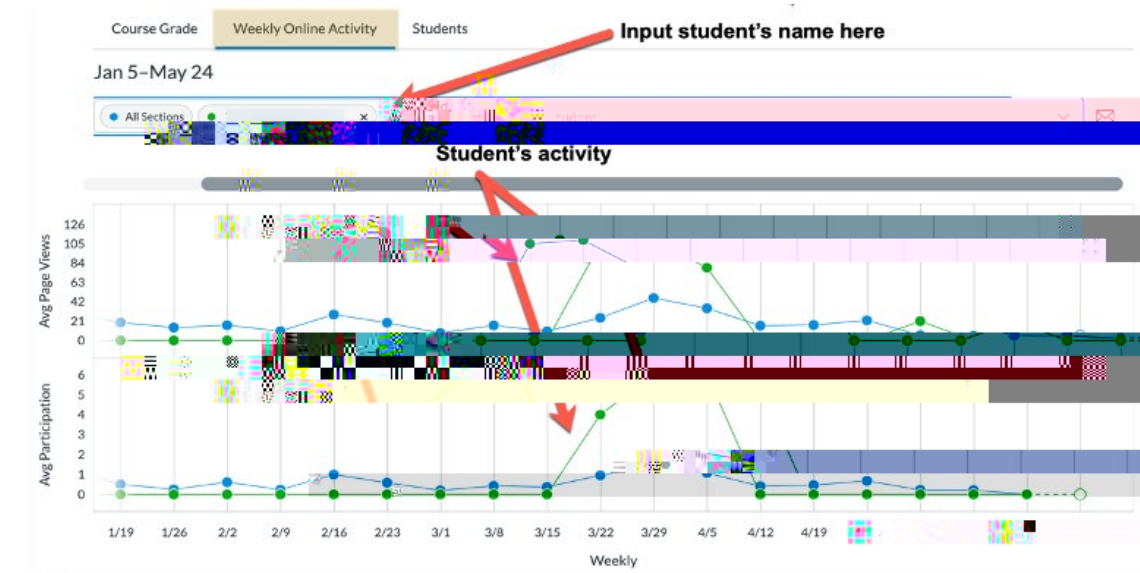 Course Grade Weekly Online Activity Students
Input student's name here
Jan 5–May 24
All Sections ×
Student's activity
Avg Page Views
126
105
84
63
42
21
0
Avg Participation
6
5
4
3
2
1
0
1/19 1/26 2/2 2/9 2/16 2/23 3/1 3/8 3/15 3/22 3/29 4/5 4/12 4/19
Weekly